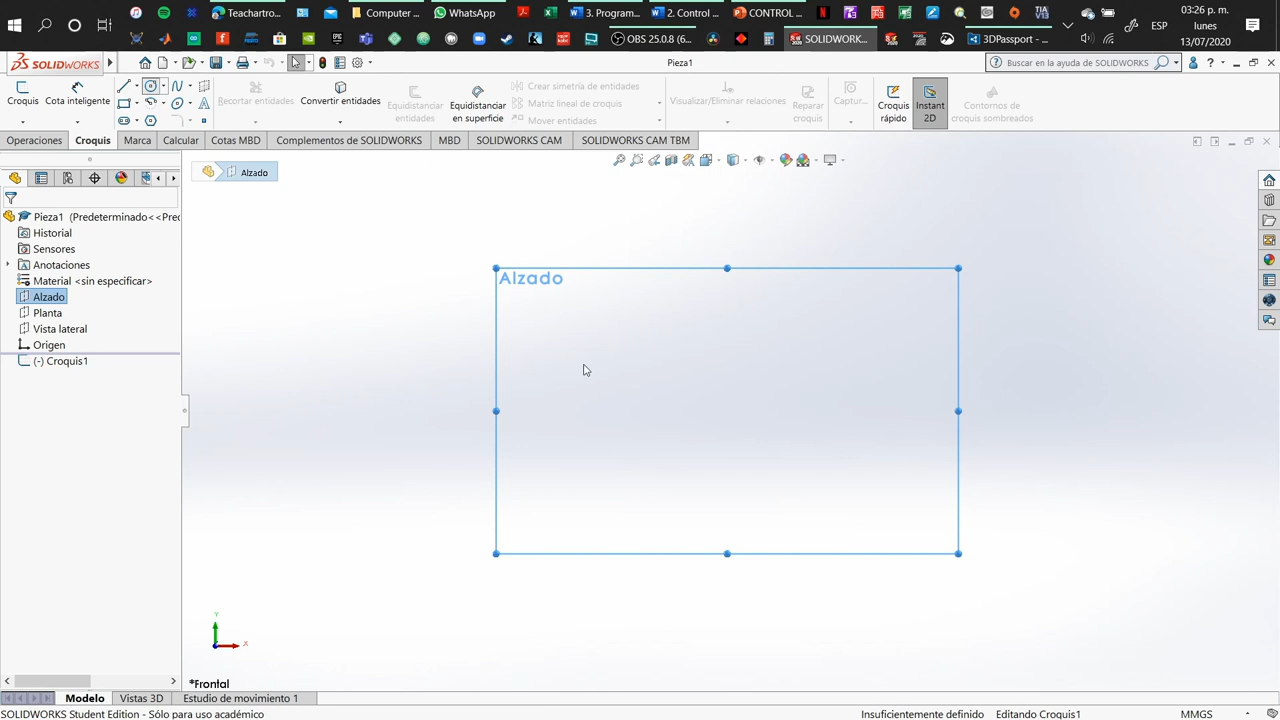 Teachartro...
Computer ...
WhatsApp
3. Program...
2. Control ...
CONTROL ...
TIA V13
ESP
03:26 p. m.
lunes
13/07/2020
OBS 25.0.8 (6...
SOLIDWORK...
3DPassport - ...
SOLIDWORKS
Pieza1
Buscar en la ayuda de SOLIDWORKS
Croquis
Cota inteligente
Recortar entidades
Convertir entidades
Equidistanciar entidades
Equidistanciar en superficie
Crear simetría de entidades
Matriz lineal de croquis
Mover entidades
Visualizar/Eliminar relaciones
Reparar croquis
Captur...
Croquis rápido
Instant 2D
Contornos de croquis sombreados
Operaciones
Croquis
Marca
Calcular
Cotas MBD
Complementos de SOLIDWORKS
MBD
SOLIDWORKS CAM
SOLIDWORKS CAM TBM
Alzado
Pieza1 (Predeterminado<<Pred
Historial
Sensores
Anotaciones
Material <sin especificar>
Alzado
Planta
Vista lateral
Origen
(-) Croquis1
Alzado
Y
X
*Frontal
Modelo
Vistas 3D
Estudio de movimiento 1
SOLIDWORKS Student Edition - Sólo para uso académico
Insuficientemente definido
Editando Croquis1
MMGS